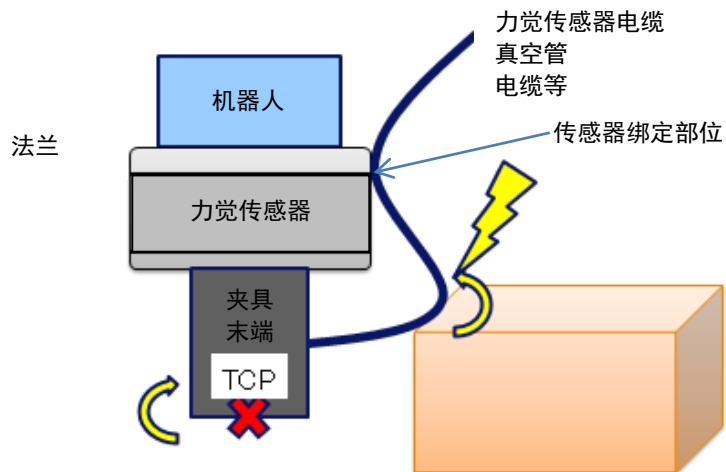 力觉传感器电缆
真空管
电缆等
机器人
传感器绑定部位
法兰
力觉传感器
夹具
末端
TCP